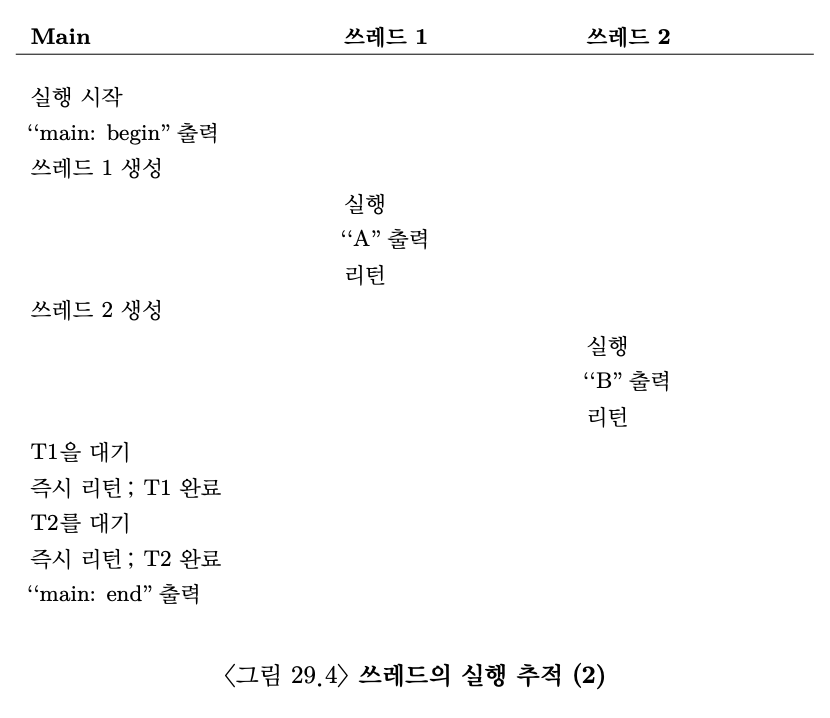 Main 쓰레드 1 쓰레드 2
실행 시작
“main: begin” 출력
쓰레드 1 생성
실행
“A” 출력
리턴
쓰레드 2 생성
실행
“B” 출력
리턴
T1을 대기
즉시 리턴; T1 완료
T2를 대기
즉시 리턴; T2 완료
“main: end” 출력
〈그림 29.4〉 쓰레드의 실행 추적 (2)